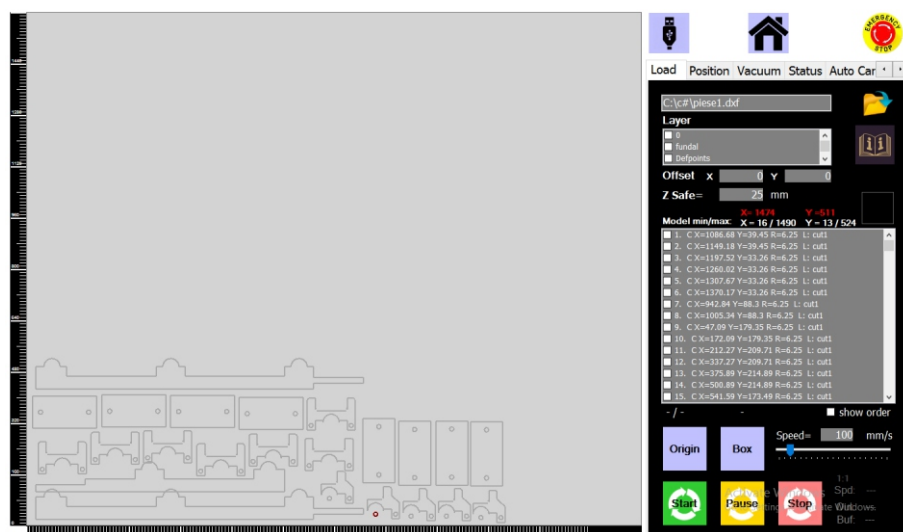 EMERGENCY
STOP
Load Position Vacuum Status Auto Car
C:\c#\piese1.dxf
Layer
0
fundal
Defpoints
Offset X 0 Y 0
Z Safe= 25 mm
X= 1474 Y =511
Model min/max: X - 16 / 1490 Y - 13 / 524
1. C X=1086.68 Y=39.45 R=6.25 L: cut1
2. C X=1149.18 Y=39.45 R=6.25 L: cut1
3. C X=1197.52 Y=33.26 R=6.25 L: cut1
4. C X=1260.02 Y=33.26 R=6.25 L: cut1
5. C X=1307.67 Y=33.26 R=6.25 L: cut1
6. C X=1370.17 Y=33.26 R=6.25 L: cut1
7. C X=942.84 Y=88.3 R=6.25 L: cut1
8. C X=1005.34 Y=88.3 R=6.25 L: cut1
9. C X=47.09 Y=179.35 R=6.25 L: cut1
10. C X=172.09 Y=179.35 R=6.25 L: cut1
11. C X=212.27 Y=209.71 R=6.25 L: cut1
12. C X=337.27 Y=209.71 R=6.25 L: cut1
13. C X=375.89 Y=214.89 R=6.25 L: cut1
14. C X=500.89 Y=214.89 R=6.25 L: cut1
15. C X=541.59 Y=173.49 R=6.25 L: cut1
- / - -
show order
Origin Box Speed= 100 mm/s
1:1
Spd: ---
Start Pause Stop
Out: ---
Buf: ---